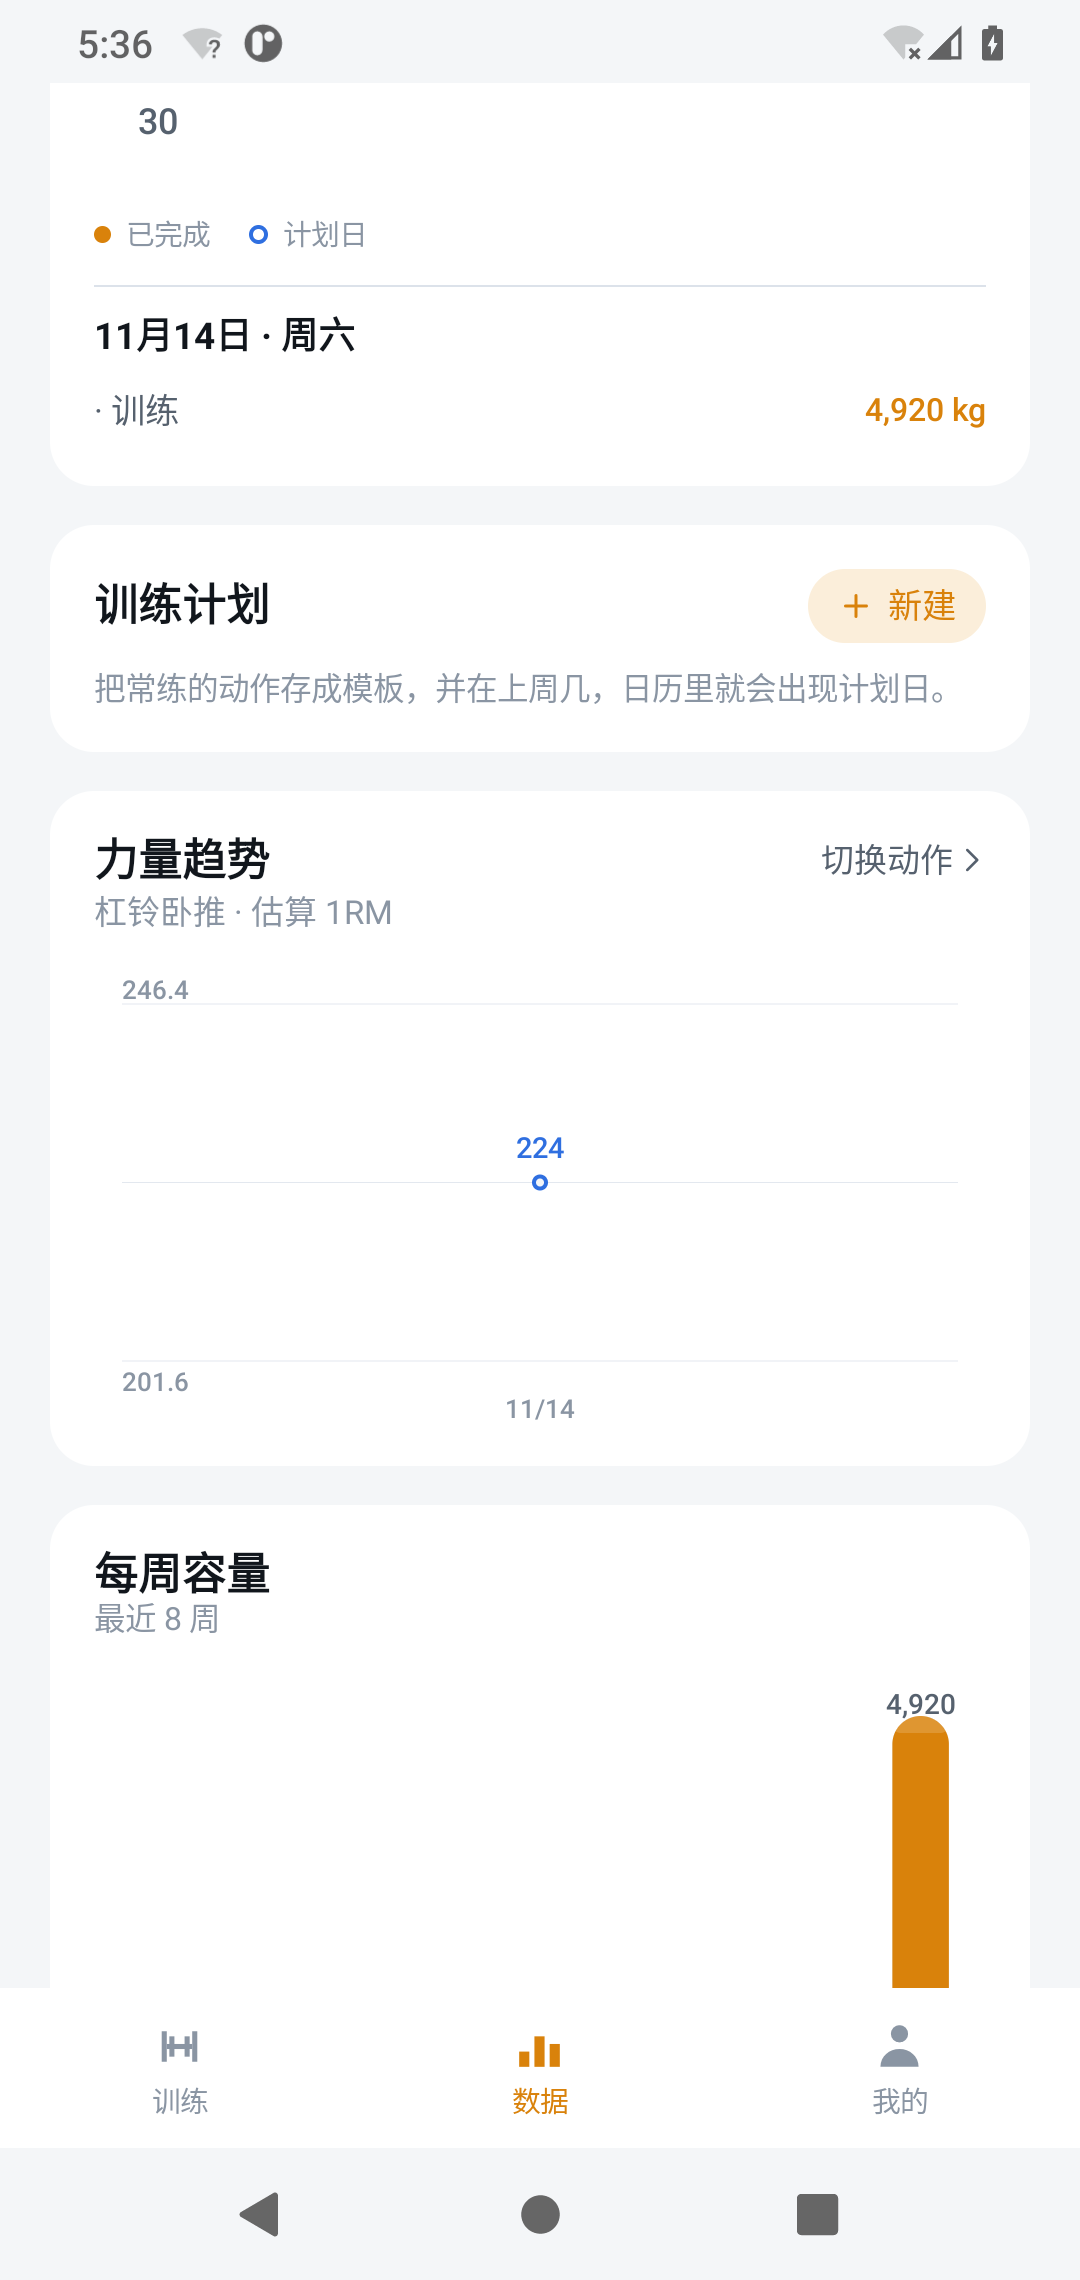 5:36
30
已完成 计划日
11月14日 · 周六
· 训练 4,920 kg
训练计划 + 新建
把常练的动作存成模板，并在上周几，日历里就会出现计划日。
力量趋势 切换动作
杠铃卧推 · 估算 1RM
246.4
224
201.6
11/14
每周容量
最近 8 周
4,920
训练 数据 我的